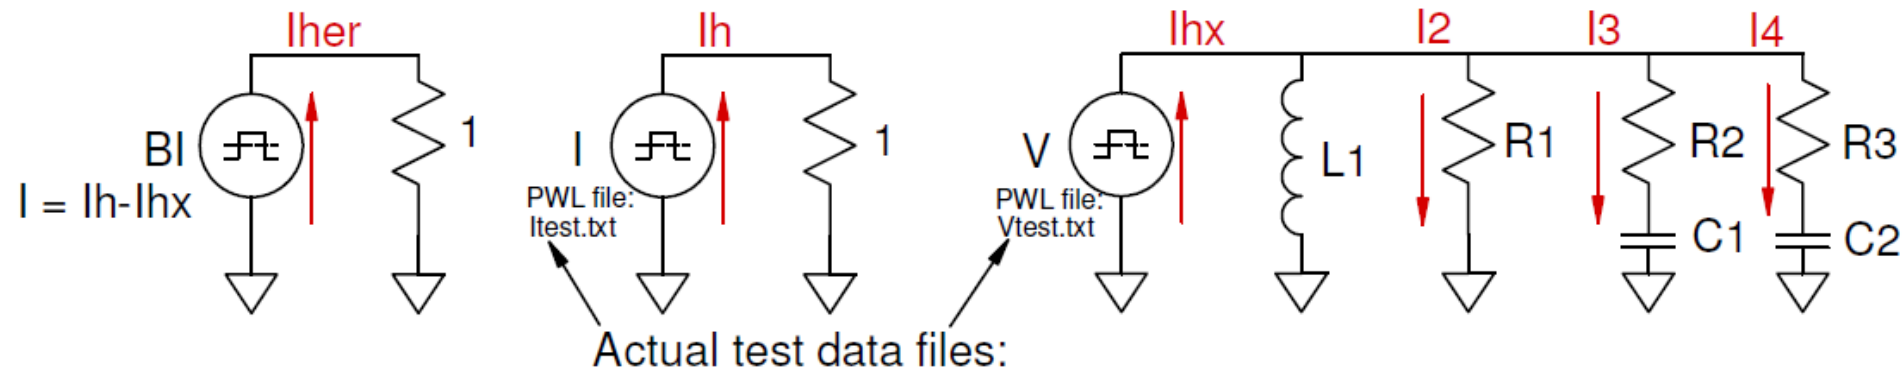 Iher
BI
I = Ih-Ihx
1
Ih
I
PWL file:
Itest.txt
1
Ihx
V
PWL file:
Vtest.txt
L1
I2
R1
I3
R2
C1
I4
R3
C2
Actual test data files: